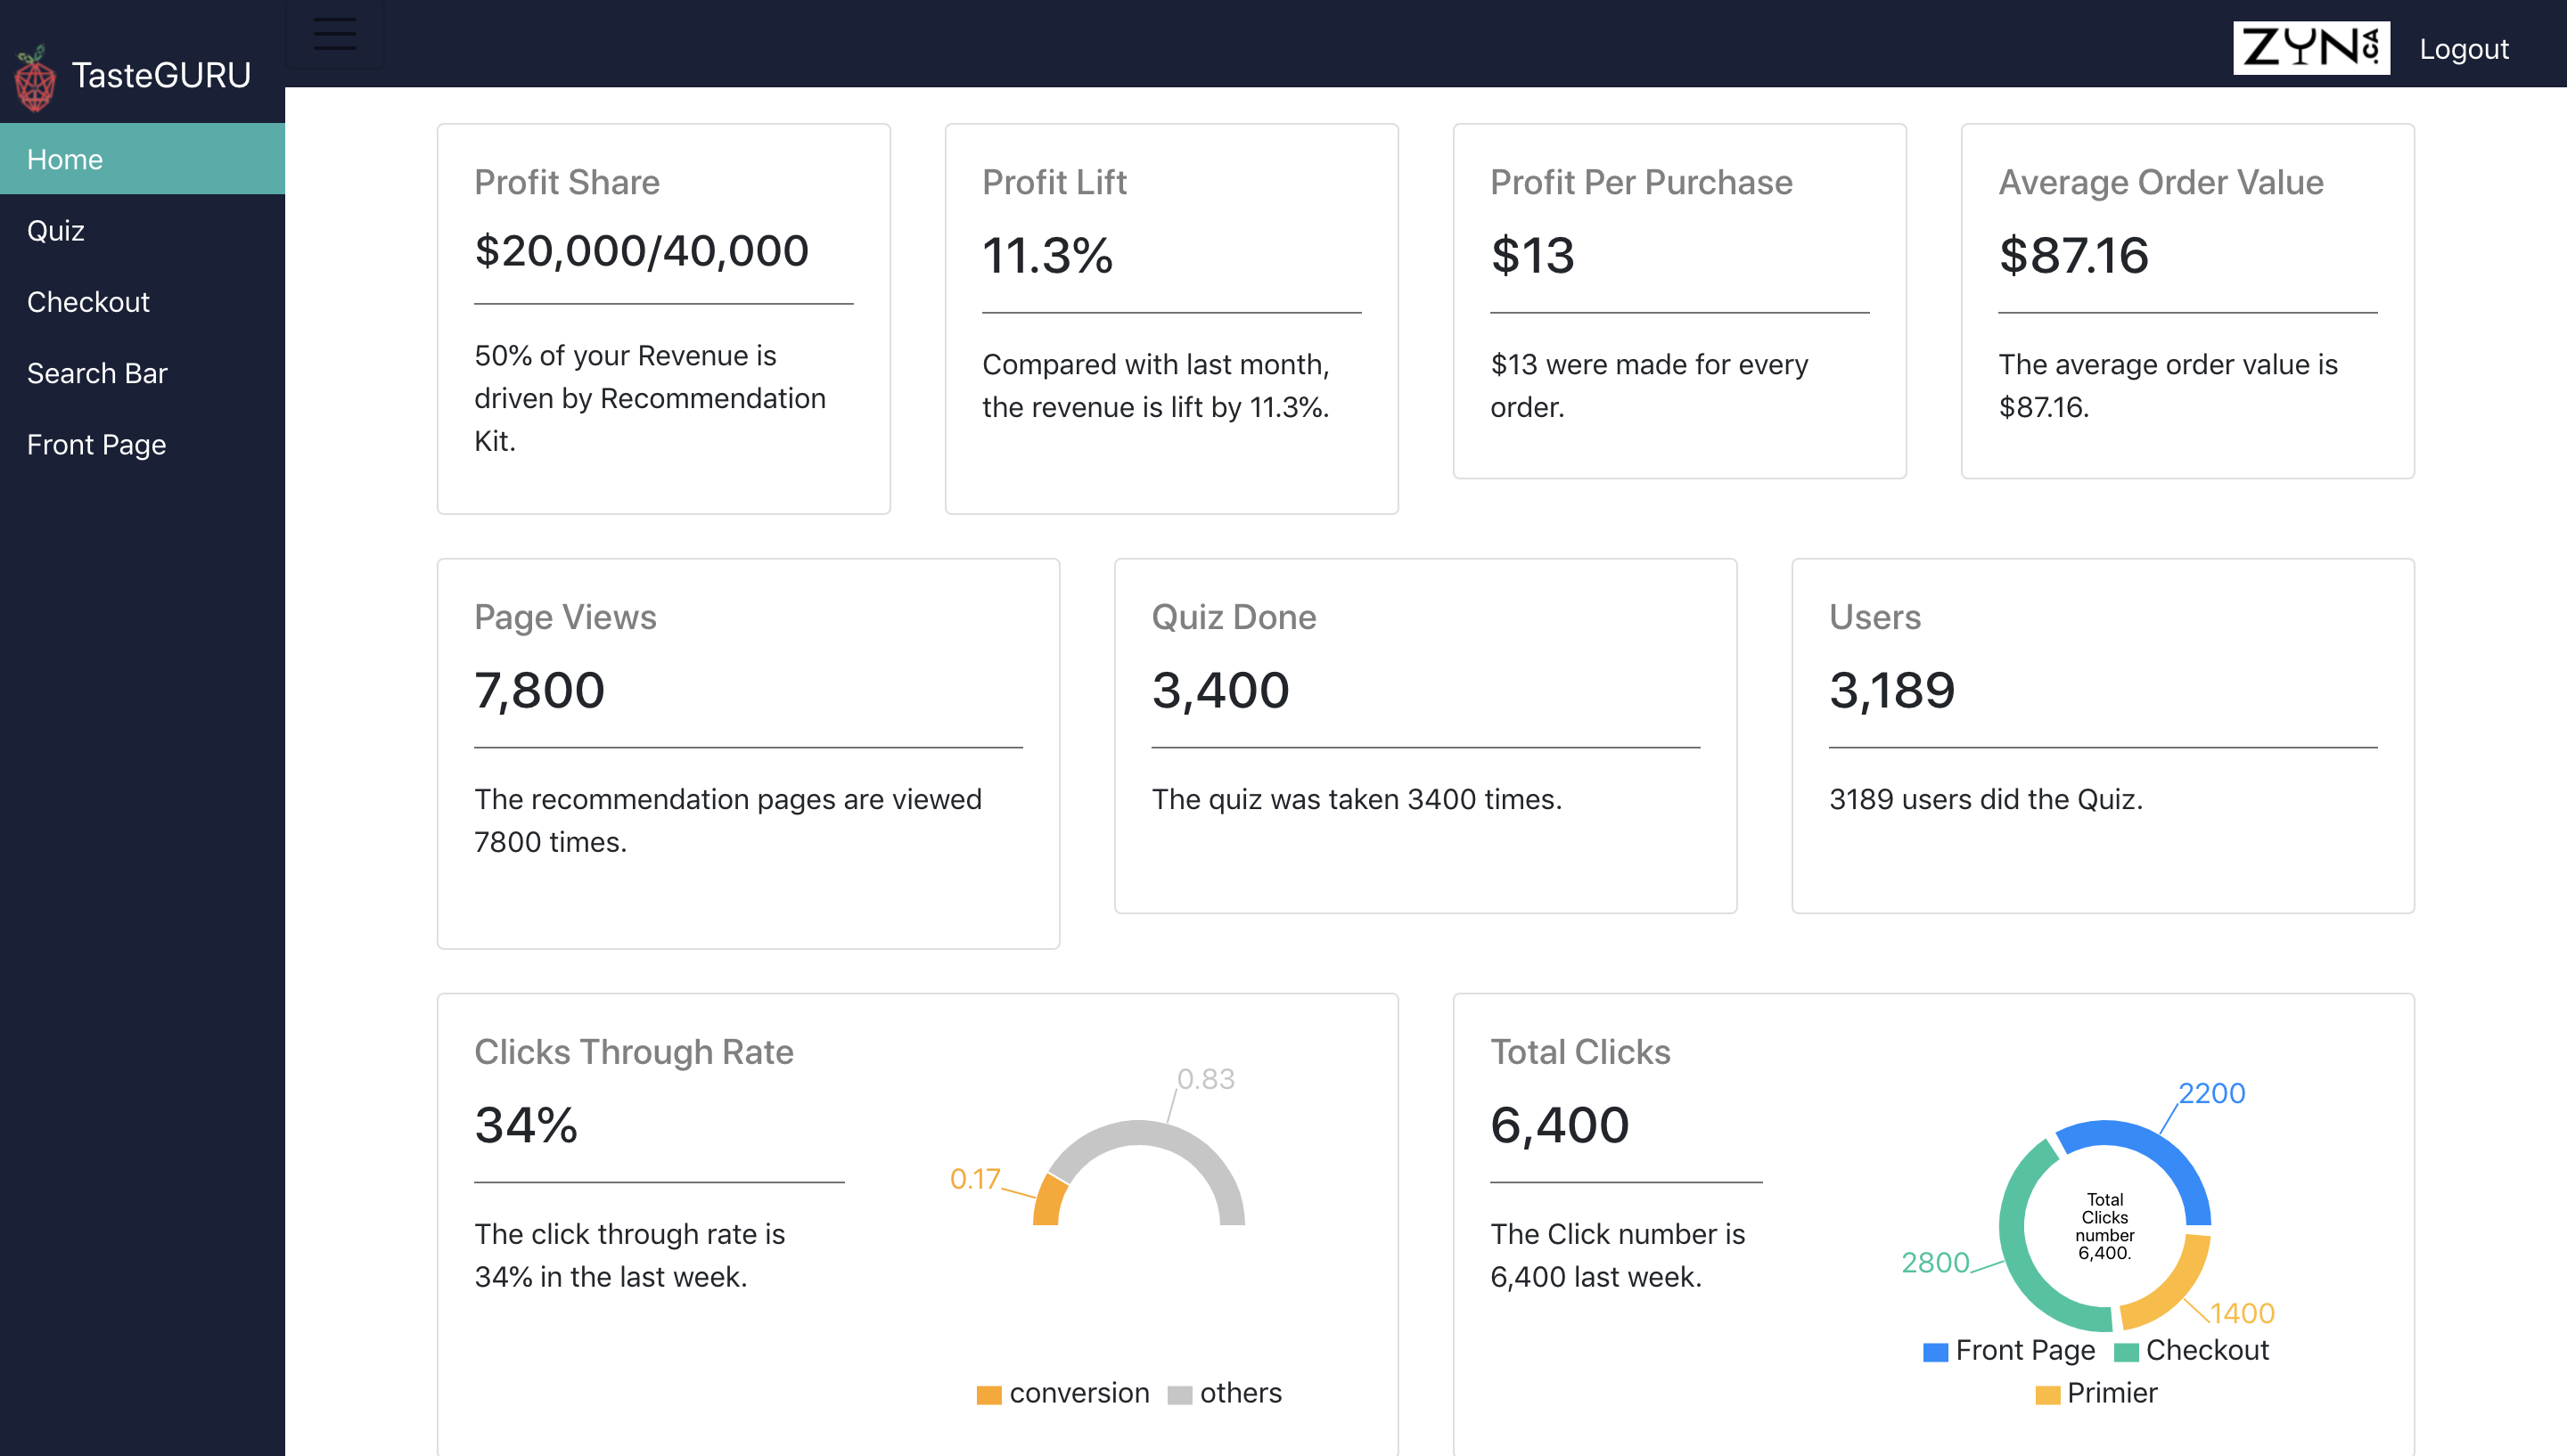 TasteGURU
ZYN.CA
Logout
Home
Quiz
Checkout
Search Bar
Front Page
Profit Share
$20,000/40,000
50% of your Revenue is
driven by Recommendation
Kit.
Profit Lift
11.3%
Compared with last month,
the revenue is lift by 11.3%.
Profit Per Purchase
$13
$13 were made for every
order.
Average Order Value
$87.16
The average order value is
$87.16.
Page Views
7,800
The recommendation pages are viewed
7800 times.
Quiz Done
3,400
The quiz was taken 3400 times.
Users
3,189
3189 users did the Quiz.
Clicks Through Rate
34%
The click through rate is
34% in the last week.
0.83
0.17
conversion
others
Total Clicks
6,400
The Click number is
6,400 last week.
2200
Total
Clicks
number
6,400.
2800
1400
Front Page
Checkout
Primier